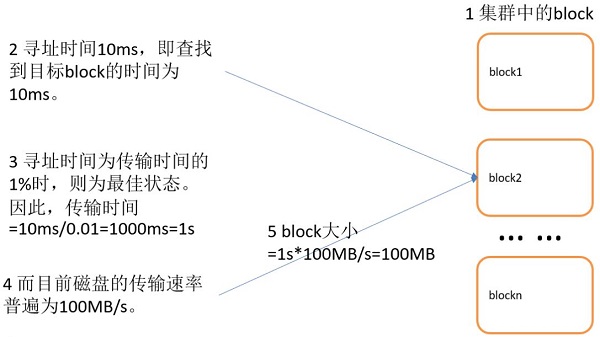 1 集群中的block
2 寻址时间10ms，即查找
到目标block的时间为
10ms。
block1
3 寻址时间为传输时间的
1%时，则为最佳状态。
因此，传输时间
=10ms/0.01=1000ms=1s
block2
... ...
5 block大小
=1s*100MB/s=100MB
4 而目前磁盘的传输速率
普遍为100MB/s。
blockn